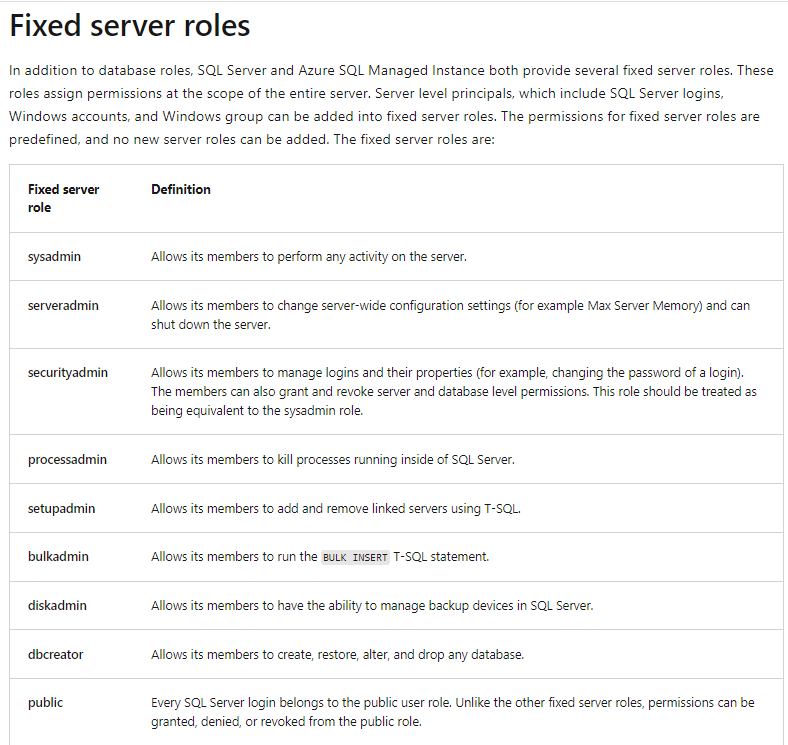 Fixed server roles
In addition to database roles, SQL Server and Azure SQL Managed Instance both provide several fixed server roles. These
roles assign permissions at the scope of the entire server. Server level principals, which include SQL Server logins,
Windows accounts, and Windows group can be added into fixed server roles. The permissions for fixed server roles are
predefined, and no new server roles can be added. The fixed server roles are:
Fixed server
role
Definition
sysadmin
Allows its members to perform any activity on the server.
serveradmin
Allows its members to change server-wide configuration settings (for example Max Server Memory) and can
shut down the server.
securityadmin
Allows its members to manage logins and their properties (for example, changing the password of a login).
The members can also grant and revoke server and database level permissions. This role should be treated as
being equivalent to the sysadmin role.
processadmin
Allows its members to kill processes running inside of SQL Server.
setupadmin
Allows its members to add and remove linked servers using T-SQL.
bulkadmin
Allows its members to run the BULK INSERT T-SQL statement.
diskadmin
Allows its members to have the ability to manage backup devices in SQL Server.
dbcreator
Allows its members to create, restore, alter, and drop any database.
public
Every SQL Server login belongs to the public user role. Unlike the other fixed server roles, permissions can be
granted, denied, or revoked from the public role.